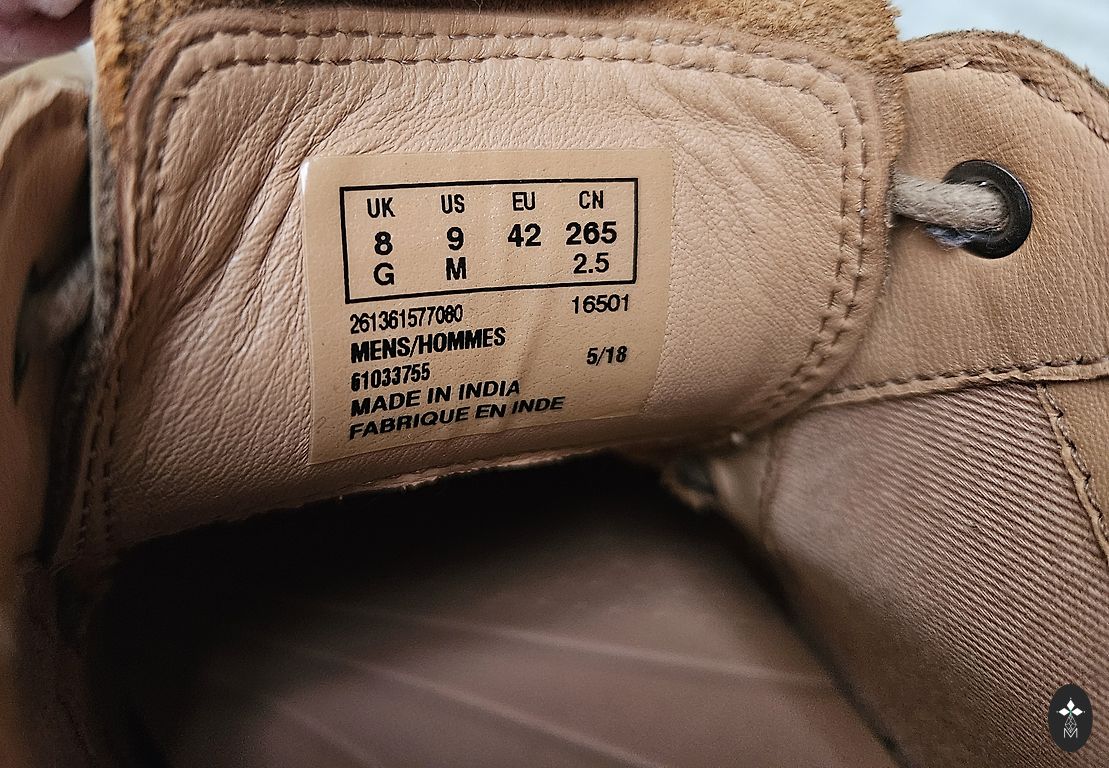 UK US EU CN
8 9 42 265
G M 2.5
261361577080 16501
MENS/HOMMES
61033755 5/18
MADE IN INDIA
FABRIQUE EN INDE
M